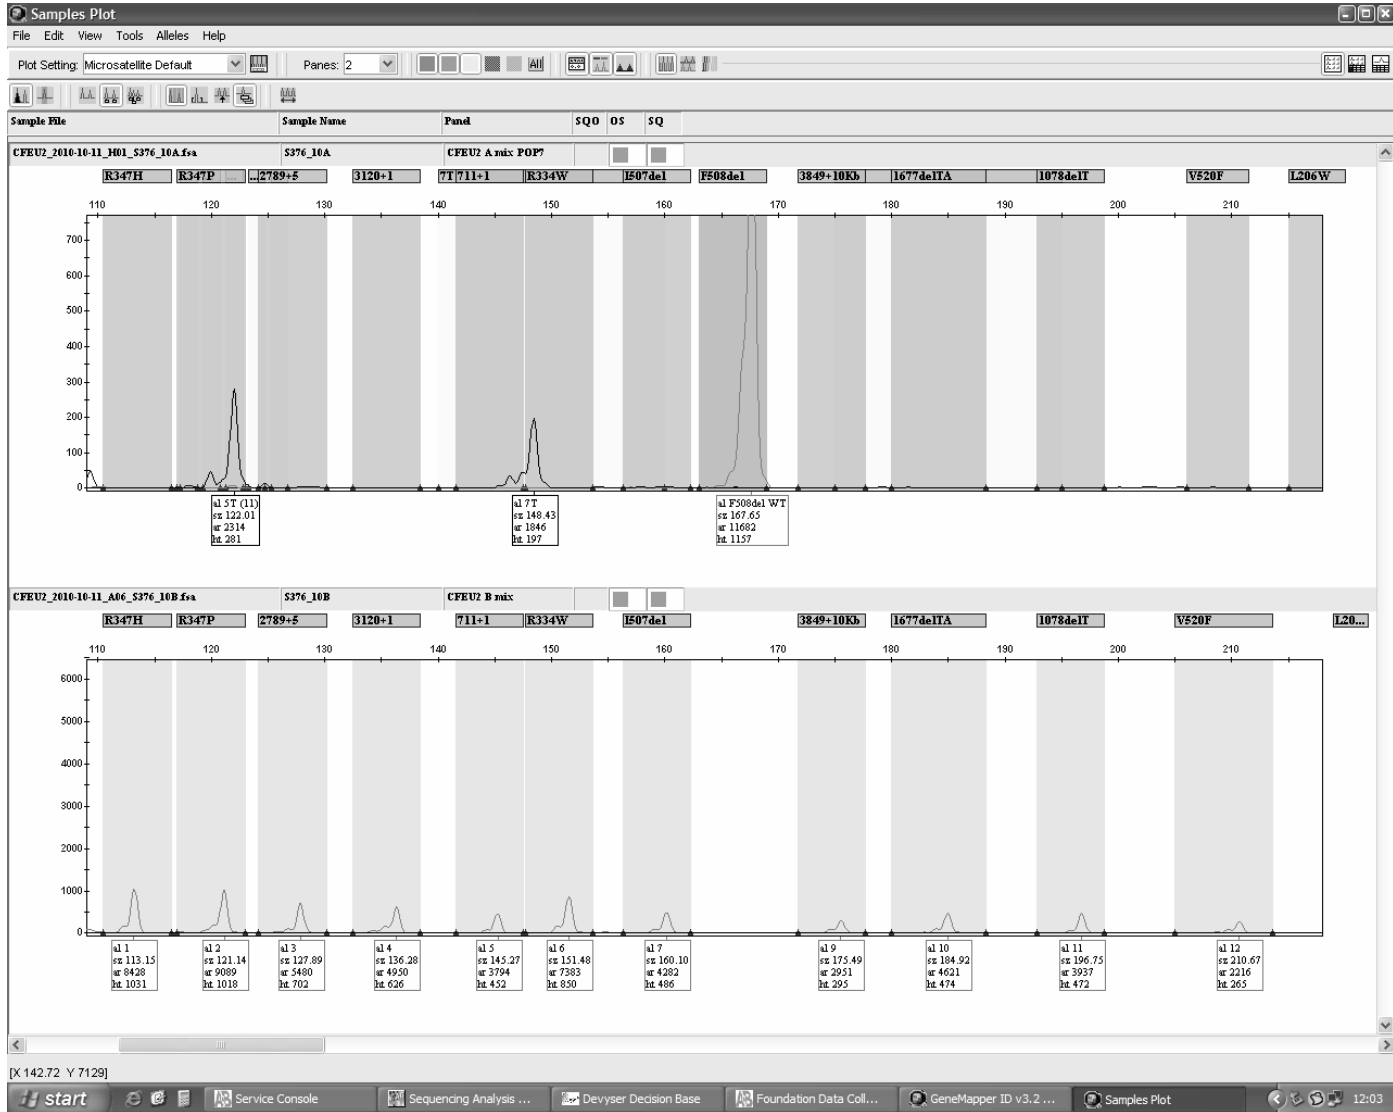 Samples Plot
File Edit View Tools Alleles Help
Plot Setting: Microsatellite Default Panes: 2 All
Sample File Sample Name Panel SQO OS SQ
CFEU2_2010-10-11_H01_S376_10A.fsa S376_10A CFEU2 A mix POP7
R347H R347P ... ...2789+5 3120+1 7T 711+1 R334W I507del F508del 3849+10Kb 1677delTA 1078delT V520F L206W
110 120 130 140 150 160 170 180 190 200 210
700
600
500
400
300
200
100
0
al 5T (11) al 7T al F508del WT
sz 122.01 sz 148.43 sz 167.65
ar 2314 ar 1846 ar 11682
ht 281 ht 197 ht 1157
CFEU2_2010-10-11_A06_S376_10B.fsa S376_10B CFEU2 B mix
R347H R347P 2789+5 3120+1 711+1 R334W I507del 3849+10Kb 1677delTA 1078delT V520F L20...
110 120 130 140 150 160 170 180 190 200 210
6000
5000
4000
3000
2000
1000
0
al 1 al 2 al 3 al 4 al 5 al 6 al 7 al 9 al 10 al 11 al 12
sz 113.15 sz 121.14 sz 127.89 sz 136.28 sz 145.27 sz 151.48 sz 160.10 sz 175.49 sz 184.92 sz 196.75 sz 210.67
ar 8428 ar 9089 ar 5480 ar 4950 ar 3794 ar 7383 ar 4282 ar 2951 ar 4621 ar 3937 ar 2216
ht 1031 ht 1018 ht 702 ht 626 ht 452 ht 850 ht 486 ht 295 ht 474 ht 472 ht 265
[X 142.72 Y 7129]
start Service Console Sequencing Analysis ... Devyser Decision Base Foundation Data Coll... GeneMapper ID v3.2 ... Samples Plot 12:03